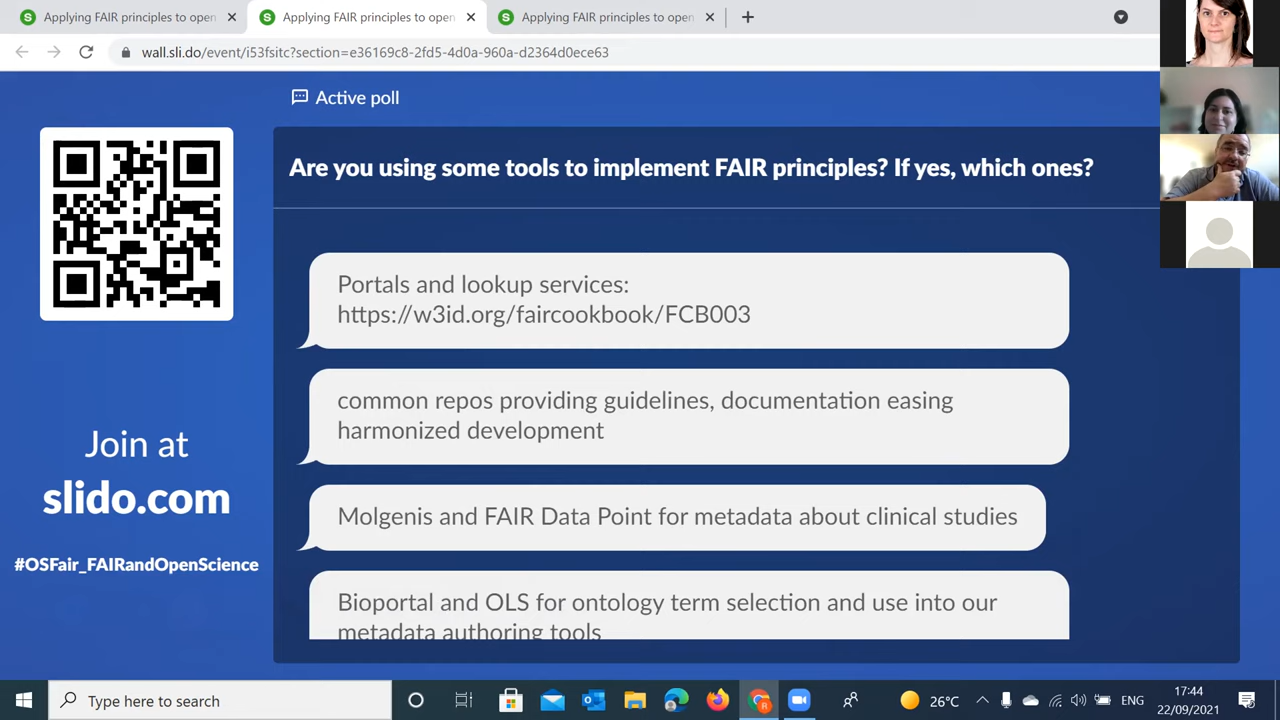 Applying FAIR principles to open
Applying FAIR principles to open
Applying FAIR principles to open
wall.sli.do/event/i53fsitc?section=e36169c8-2fd5-4d0a-960a-d2364d0ece63
Active poll
Are you using some tools to implement FAIR principles? If yes, which ones?
Portals and lookup services:
https://w3id.org/faircookbook/FCB003
common repos providing guidelines, documentation easing
harmonized development
Molgenis and FAIR Data Point for metadata about clinical studies
Bioportal and OLS for ontology term selection and use into our
metadata authoring tools
Join at
slido.com
#OSFair_FAIRandOpenScience
Type here to search
26°C
ENG
17:44
22/09/2021